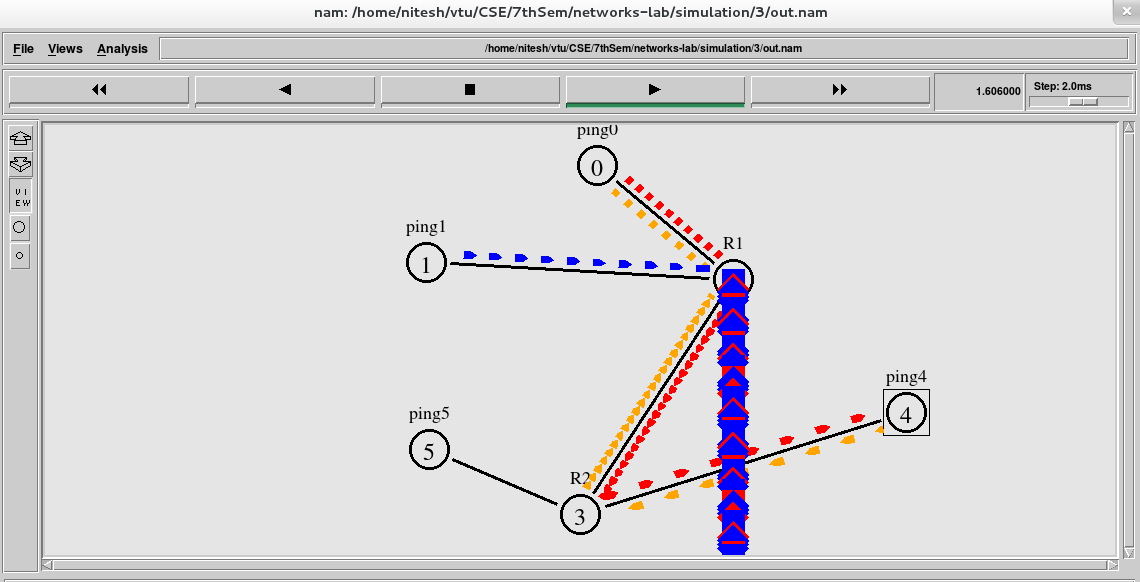 nam: /home/nitesh/vtu/CSE/7thSem/networks-lab/simulation/3/out.nam
File Views Analysis /home/nitesh/vtu/CSE/7thSem/networks-lab/simulation/3/out.nam
1.606000 Step: 2.0ms
VI
EW
ping0
0
ping1
1
R1
ping4
4
ping5
5
R2
3